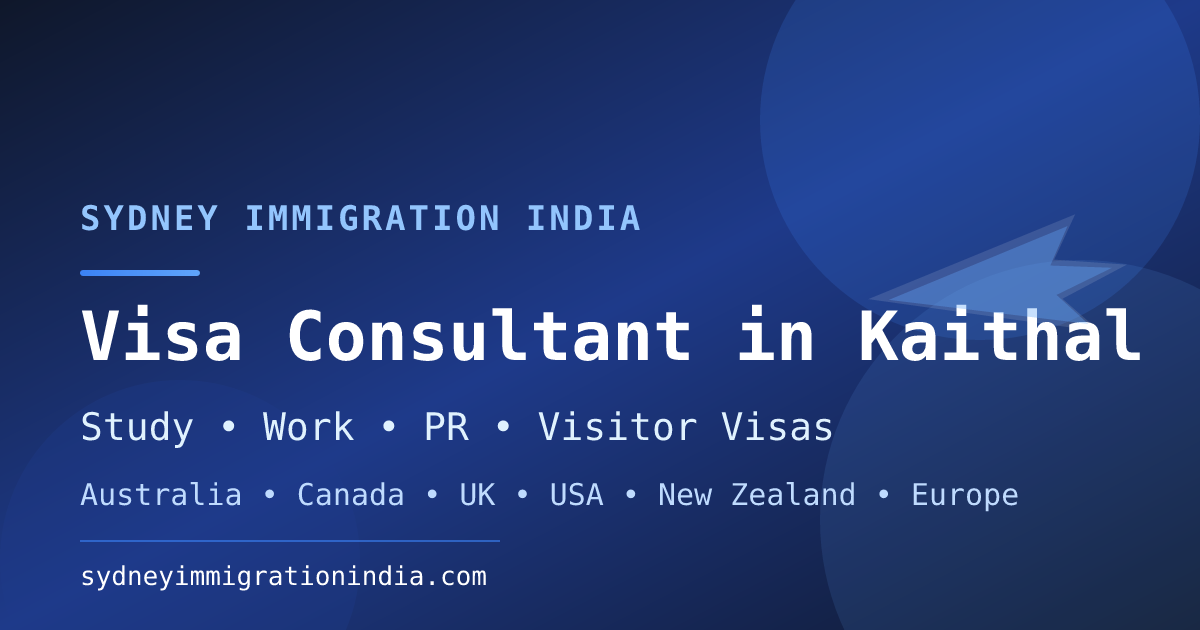 SYDNEY IMMIGRATION INDIA
Visa Consultant in Kaithal
Study • Work • PR • Visitor Visas
Australia • Canada • UK • USA • New Zealand • Europe
sydneyimmigrationindia.com